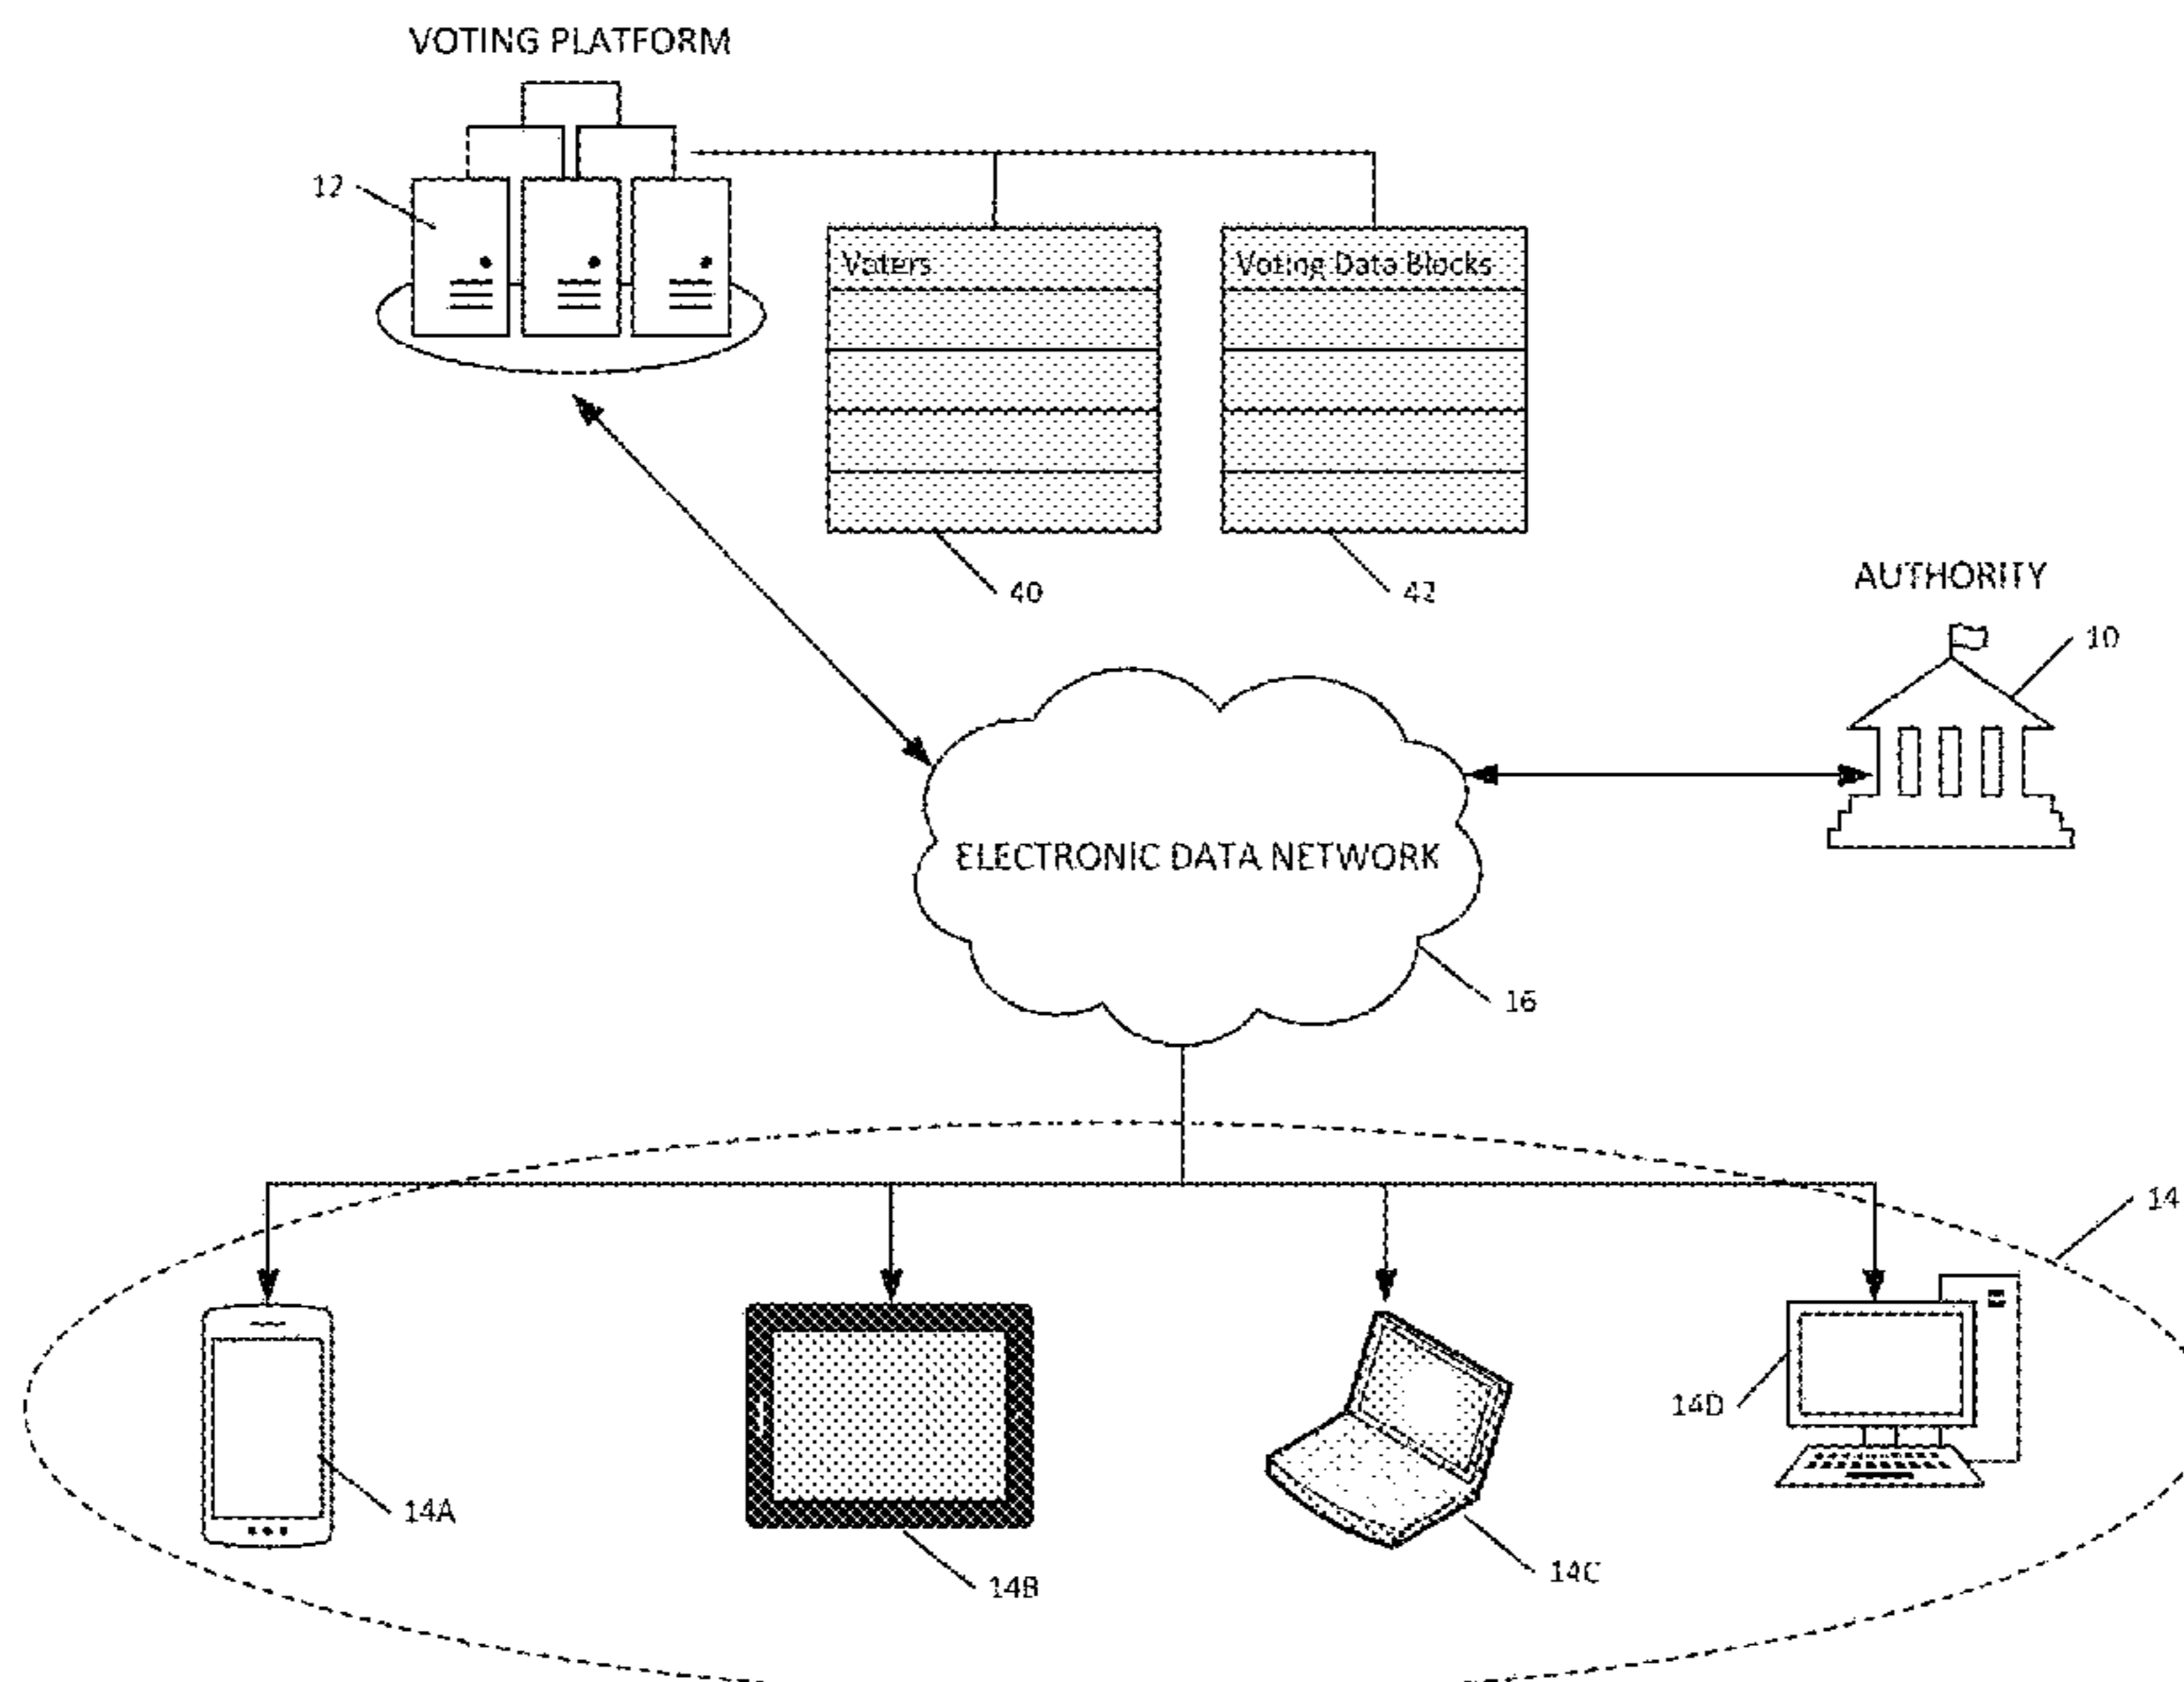 VOTING PLATFORM
12
Voters
Voting Data Blocks
40
42
AUTHORITY
10
ELECTRONIC DATA NETWORK
16
14
14D
14A
14B
14C